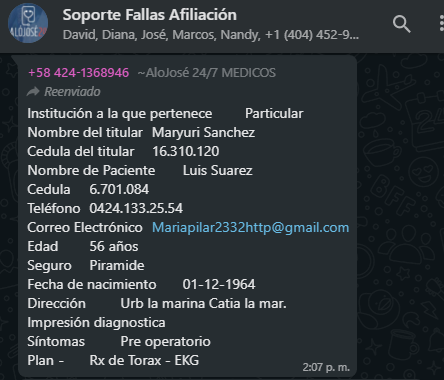 Soporte Fallas Afiliación
David, Diana, José, Marcos, Nandy, +1 (404) 452-9...
ALÓJOSÉ
+58 424-1368946 ~AloJosé 24/7 MEDICOS
Reenviado
Institución a la que pertenece Particular
Nombre del titular Maryuri Sanchez
Cedula del titular 16.310.120
Nombre de Paciente Luis Suarez
Cedula 6.701.084
Teléfono 0424.133.25.54
Correo Electrónico Mariapilar2332http@gmail.com
Edad 56 años
Seguro Piramide
Fecha de nacimiento 01-12-1964
Dirección Urb la marina Catia la mar.
Impresión diagnostica
Síntomas Pre operatorio
Plan - Rx de Torax - EKG
2:07 p. m.